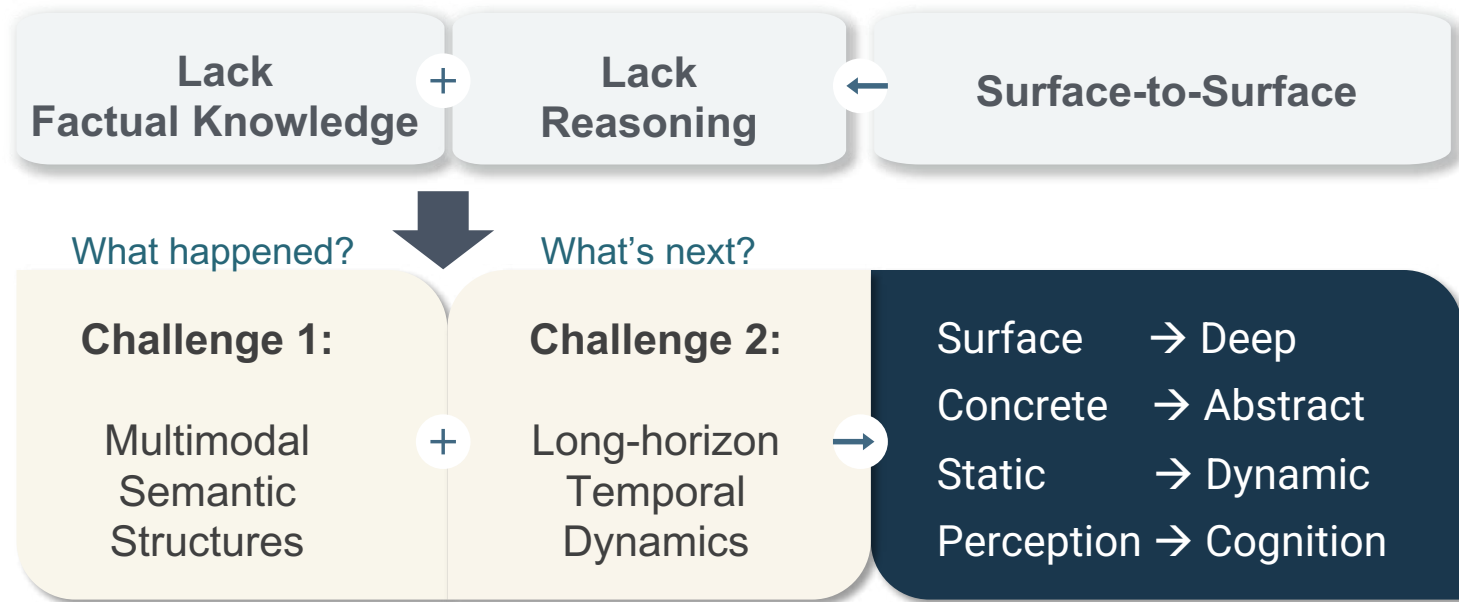 Lack
Factual Knowledge
+
Lack
Reasoning
←
Surface-to-Surface
What happened?
What's next?
Challenge 1:
Multimodal
Semantic
Structures
+
Challenge 2:
Long-horizon
Temporal
Dynamics
→
Surface → Deep
Concrete → Abstract
Static → Dynamic
Perception → Cognition